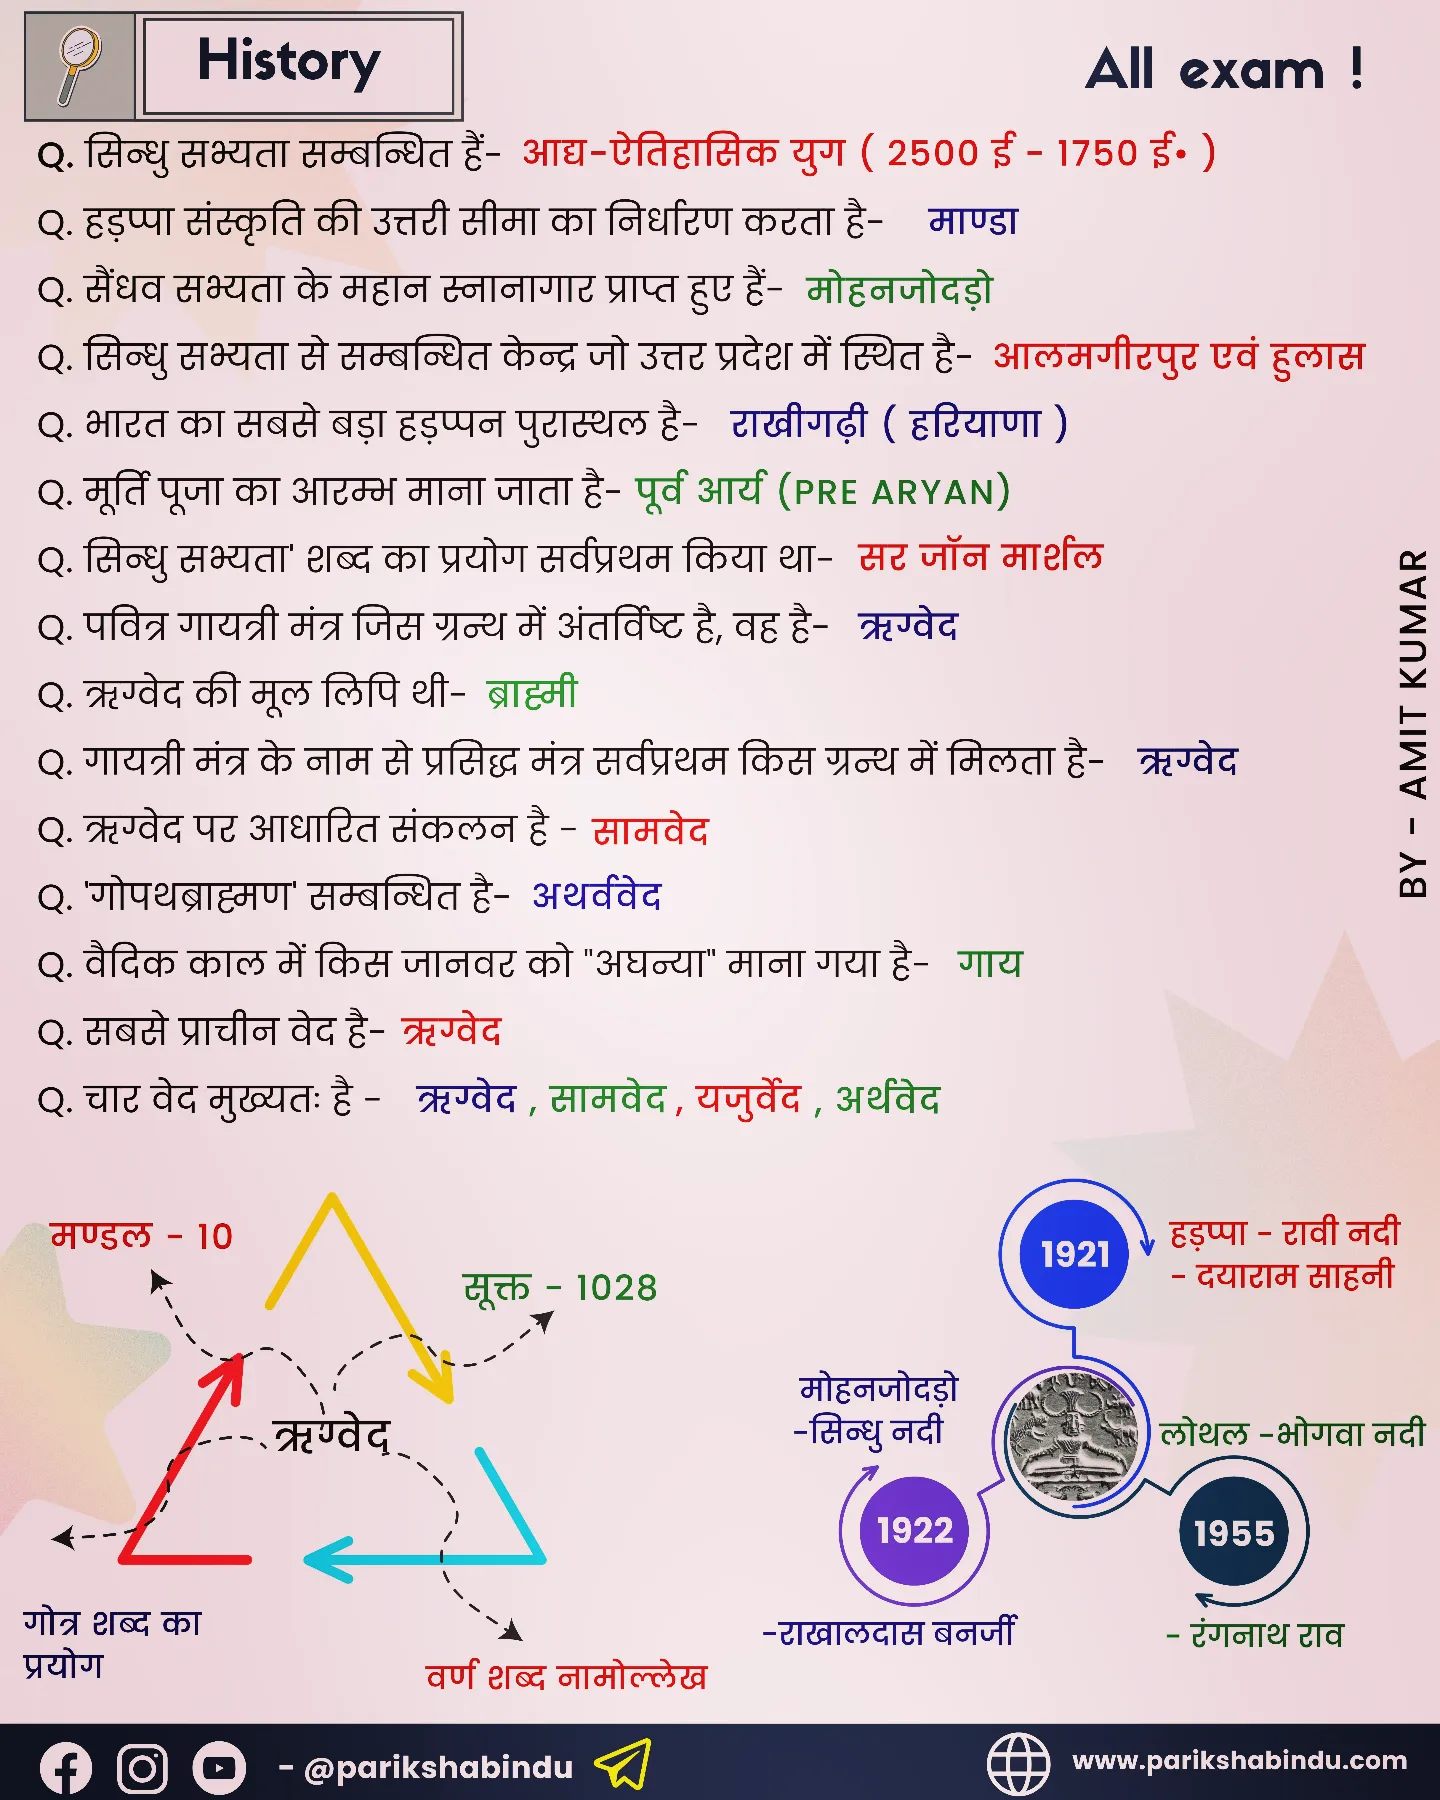 History
All exam !
Q. सिन्धु सभ्यता सम्बन्धित हैं- आद्य-ऐतिहासिक युग ( 2500 ई - 1750 ई• )
Q. हड़प्पा संस्कृति की उत्तरी सीमा का निर्धारण करता है- माण्डा
Q. सैंधव सभ्यता के महान स्नानागार प्राप्त हुए हैं- मोहनजोदड़ो
Q. सिन्धु सभ्यता से सम्बन्धित केन्द्र जो उत्तर प्रदेश में स्थित है- आलमगीरपुर एवं हुलास
Q. भारत का सबसे बड़ा हड़प्पन पुरास्थल है- राखीगढ़ी ( हरियाणा )
Q. मूर्ति पूजा का आरम्भ माना जाता है- पूर्व आर्य (PRE ARYAN)
Q. सिन्धु सभ्यता' शब्द का प्रयोग सर्वप्रथम किया था- सर जॉन मार्शल
Q. पवित्र गायत्री मंत्र जिस ग्रन्थ में अंतर्विष्ट है, वह है- ऋग्वेद
Q. ऋग्वेद की मूल लिपि थी- ब्राह्मी
Q. गायत्री मंत्र के नाम से प्रसिद्ध मंत्र सर्वप्रथम किस ग्रन्थ में मिलता है- ऋग्वेद
Q. ऋग्वेद पर आधारित संकलन है - सामवेद
Q. 'गोपथब्राह्मण' सम्बन्धित है- अथर्ववेद
Q. वैदिक काल में किस जानवर को "अघन्या" माना गया है- गाय
Q. सबसे प्राचीन वेद है- ऋग्वेद
Q. चार वेद मुख्यतः है - ऋग्वेद , सामवेद , यजुर्वेद , अर्थवेद
BY - AMIT KUMAR
मण्डल - 10
सूक्त - 1028
ऋग्वेद
गोत्र शब्द का
प्रयोग
वर्ण शब्द नामोल्लेख
1921
हड़प्पा - रावी नदी
- दयाराम साहनी
मोहनजोदड़ो
-सिन्धु नदी
1922
-राखालदास बनर्जी
लोथल -भोगवा नदी
1955
- रंगनाथ राव
- @parikshabindu
www.parikshabindu.com